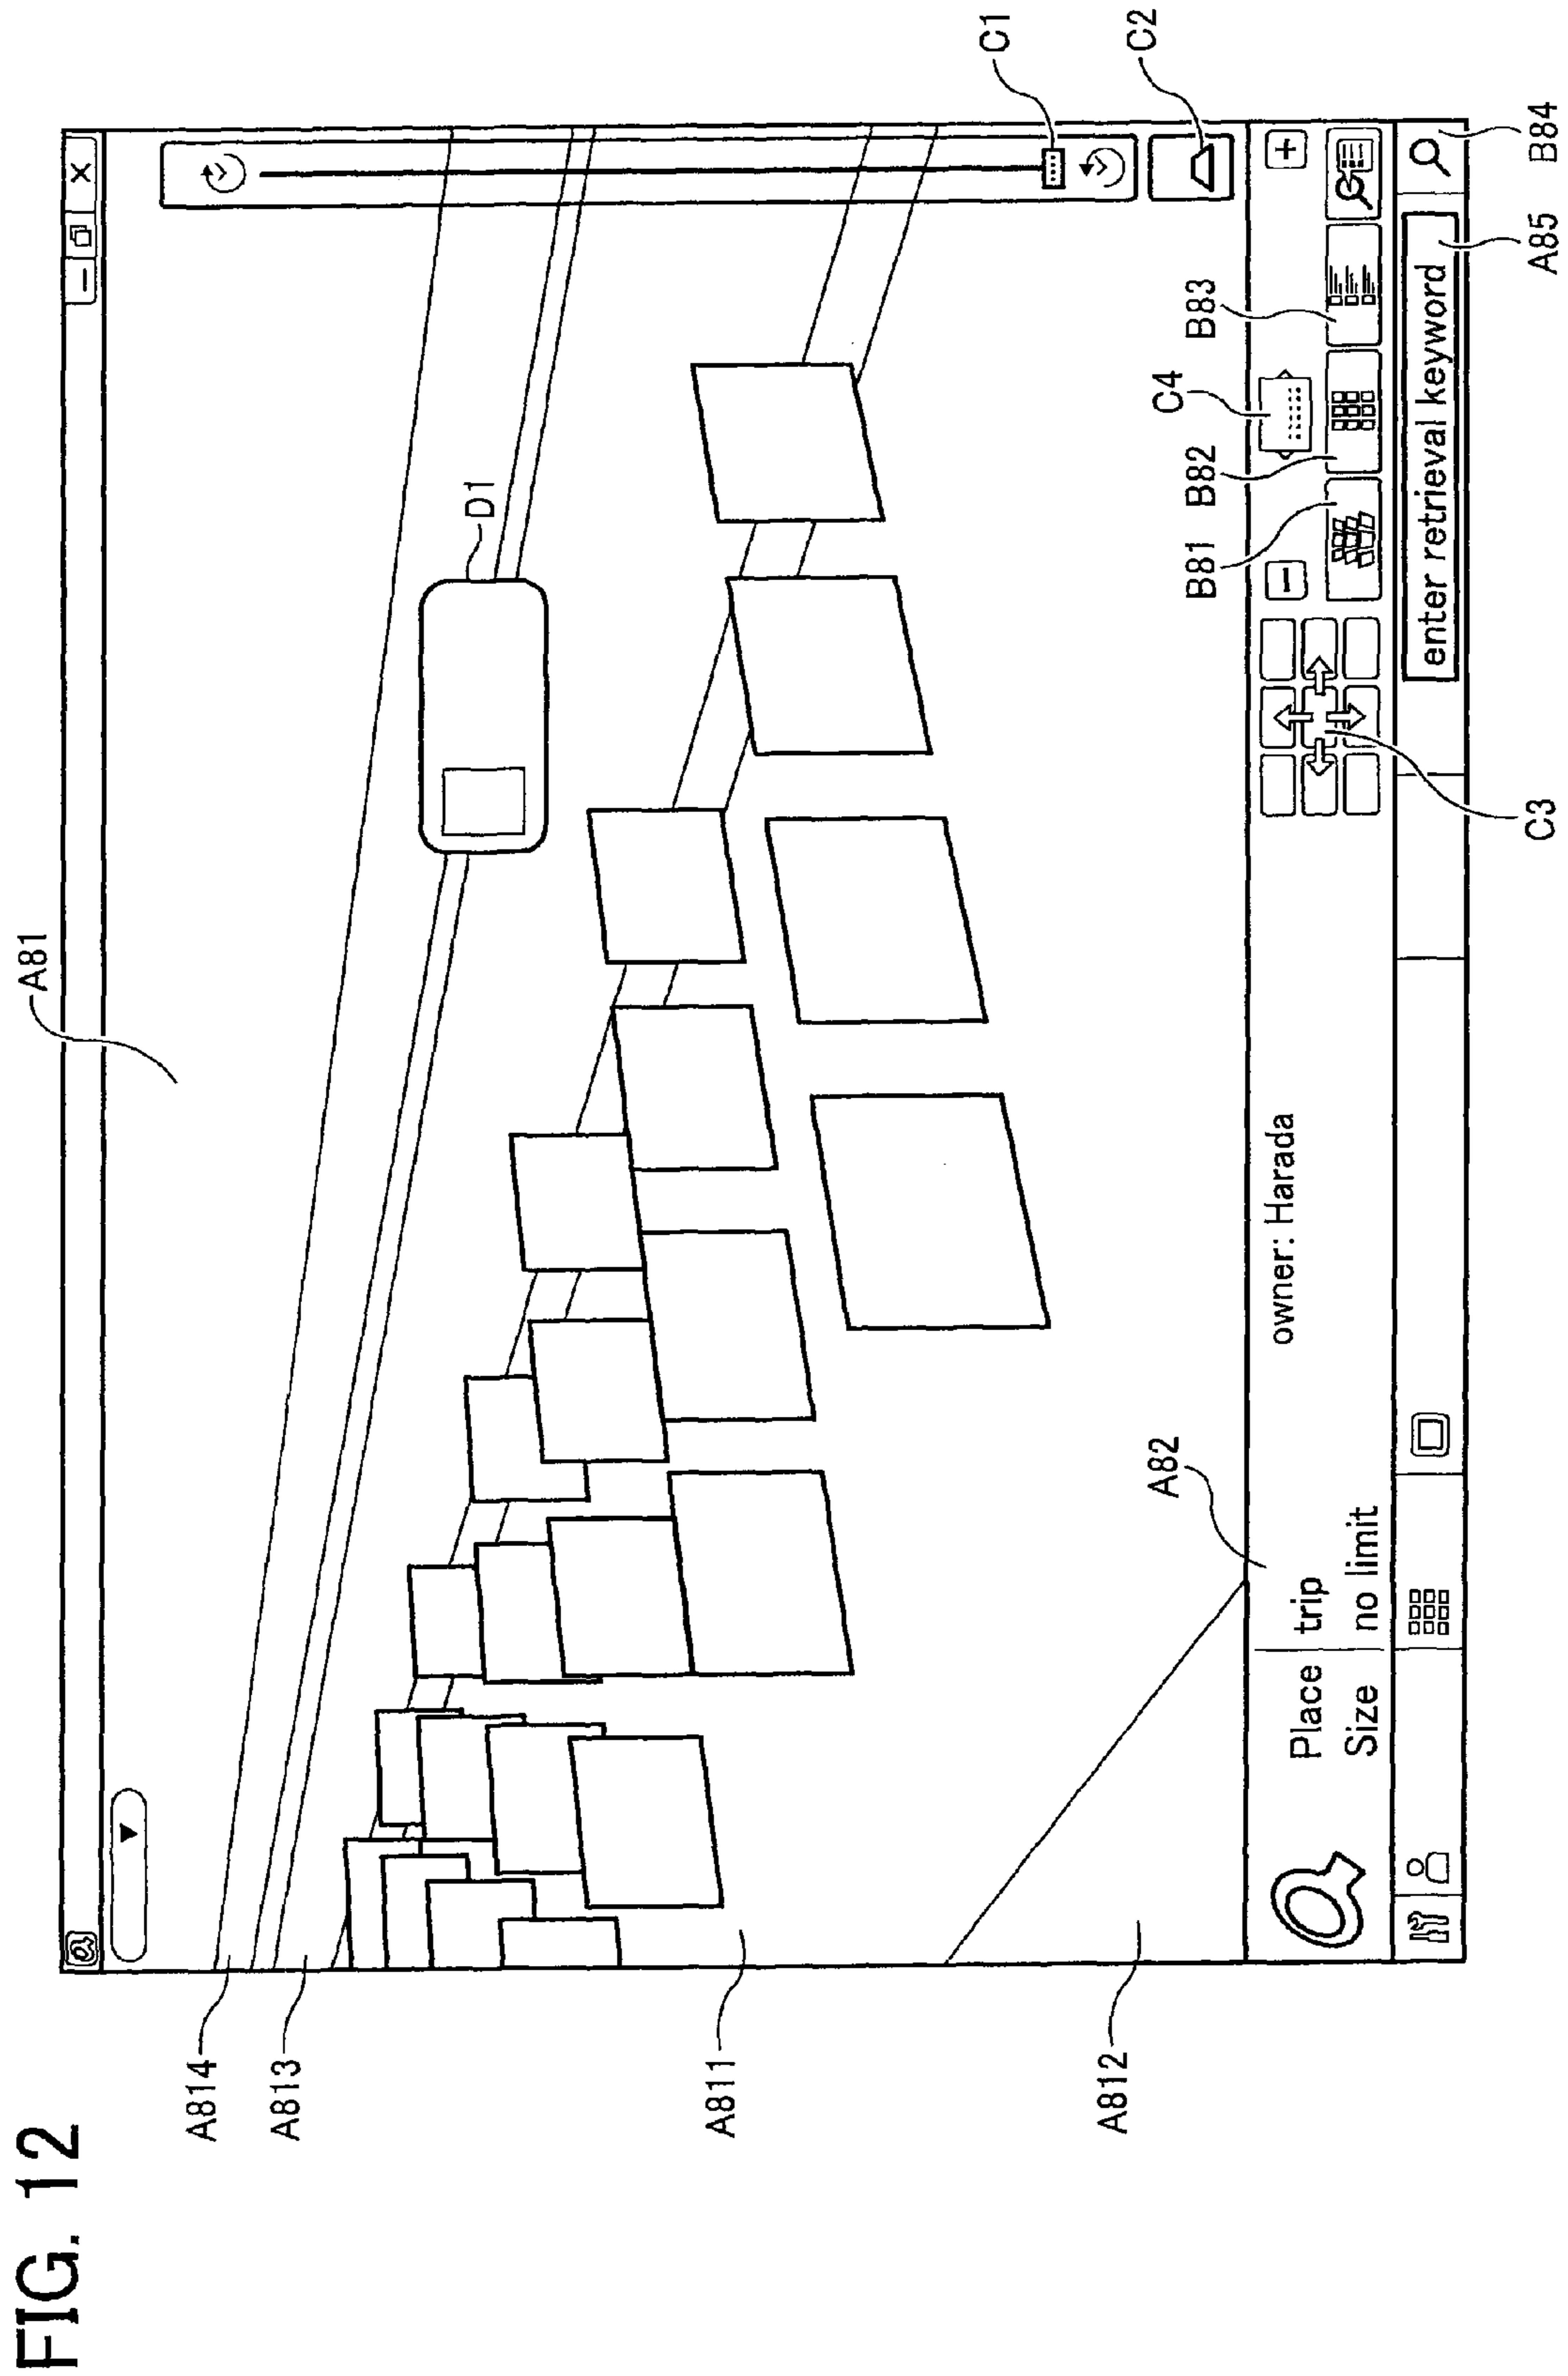 FIG. 12
A81
A814
A813
A811
A812
A82
D1
C1
C2
C4
B81
B82
B83
Place trip
Size no limit
owner: Harada
enter retrieval keyword
C3
A85
B84